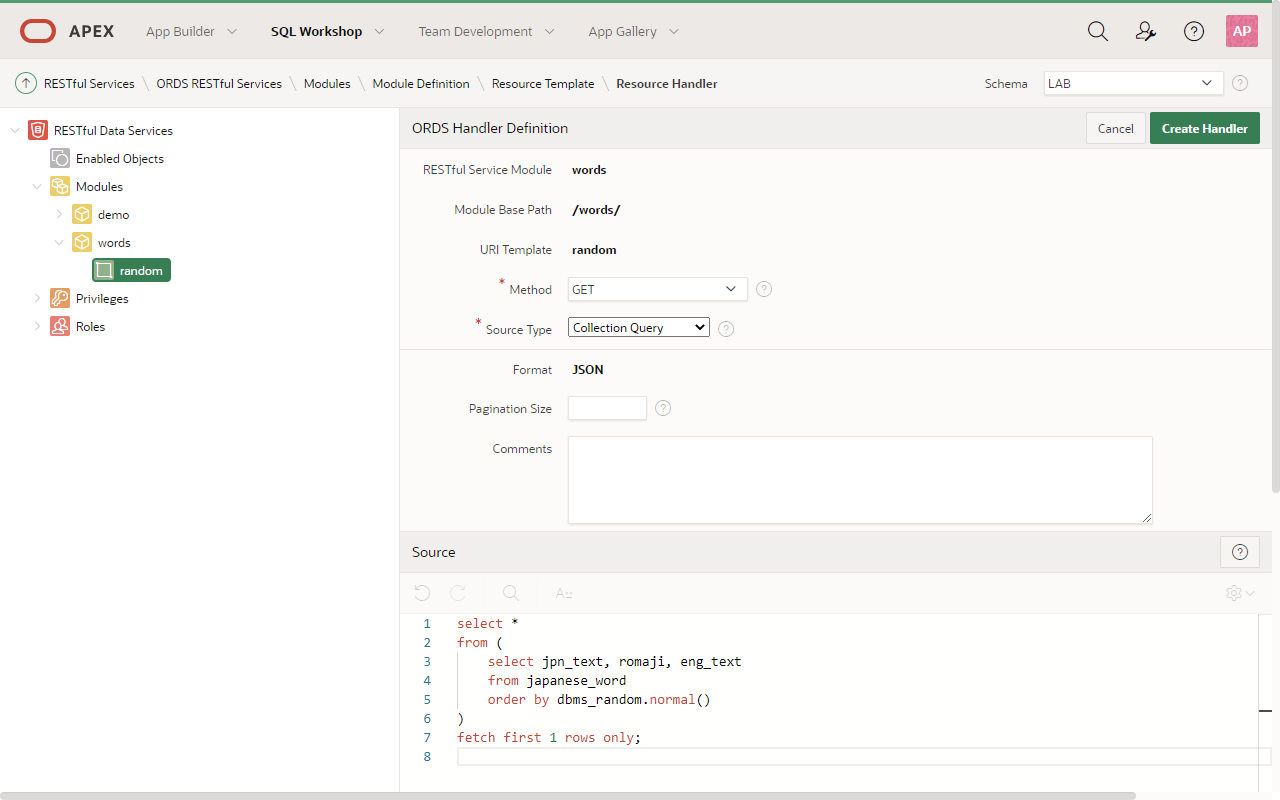 APEX App Builder SQL Workshop Team Development App Gallery AP
RESTful Services \ ORDS RESTful Services \ Modules \ Module Definition \ Resource Template \ Resource Handler Schema LAB
RESTful Data Services
Enabled Objects
Modules
demo
words
random
Privileges
Roles
ORDS Handler Definition Cancel Create Handler
RESTful Service Module words
Module Base Path /words/
URI Template random
* Method GET
* Source Type Collection Query
Format JSON
Pagination Size
Comments
Source
1 select *
2 from (
3 select jpn_text, romaji, eng_text
4 from japanese_word
5 order by dbms_random.normal()
6 )
7 fetch first 1 rows only;
8